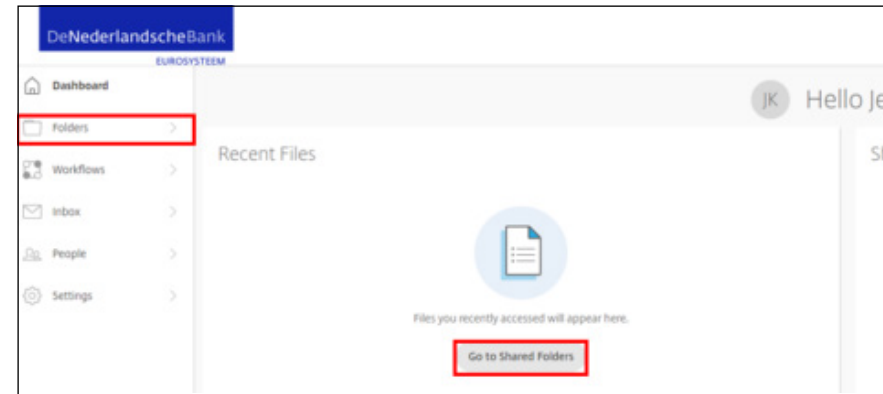 DeNederlandscheBank
EUROSYSTEEM
Dashboard
Folders
Workflows
Inbox
People
Settings
JK Hello Je
Recent Files
Files you recently accessed will appear here.
Go to Shared Folders